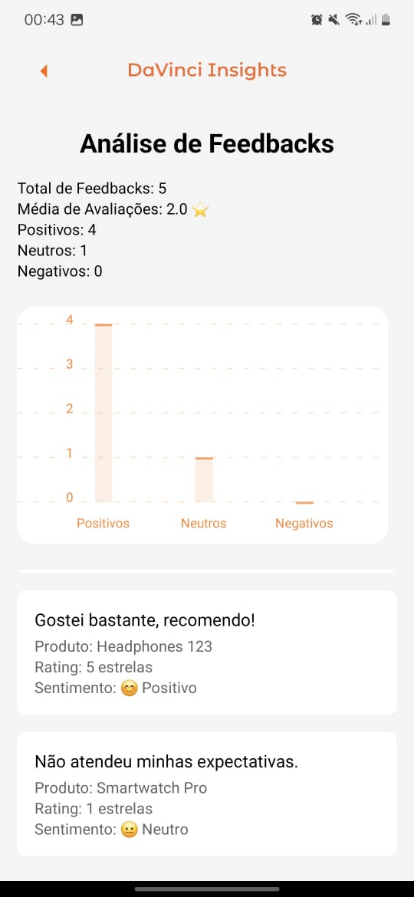 00:43
DaVinci Insights
Análise de Feedbacks
Total de Feedbacks: 5
Média de Avaliações: 2.0 ⭐
Positivos: 4
Neutros: 1
Negativos: 0
4
3
2
1
0
Positivos Neutros Negativos
Gostei bastante, recomendo!
Produto: Headphones 123
Rating: 5 estrelas
Sentimento: 😊 Positivo
Não atendeu minhas expectativas.
Produto: Smartwatch Pro
Rating: 1 estrelas
Sentimento: 😐 Neutro